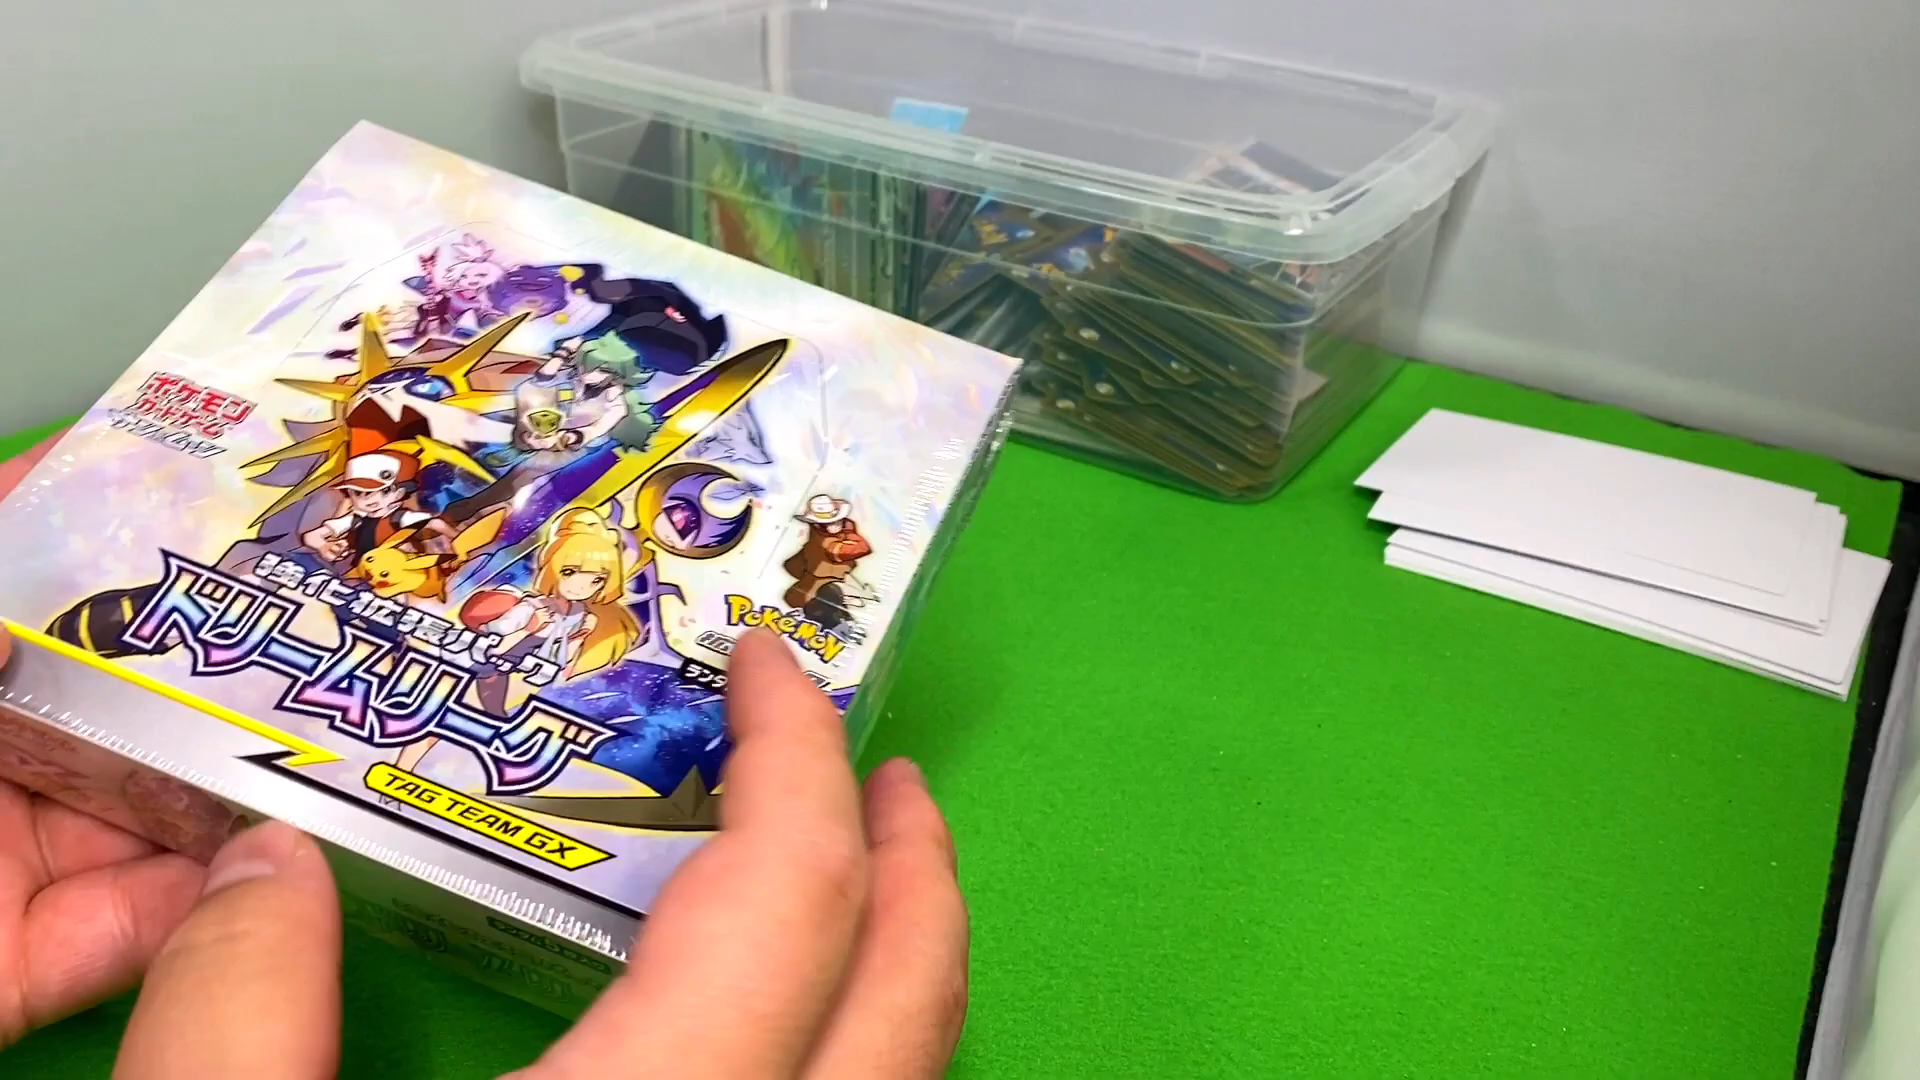 ポケモン
カードゲーム
サン&ムーン
強化拡張パック
ドリームリーグ
Pokémon
TAG TEAM GX